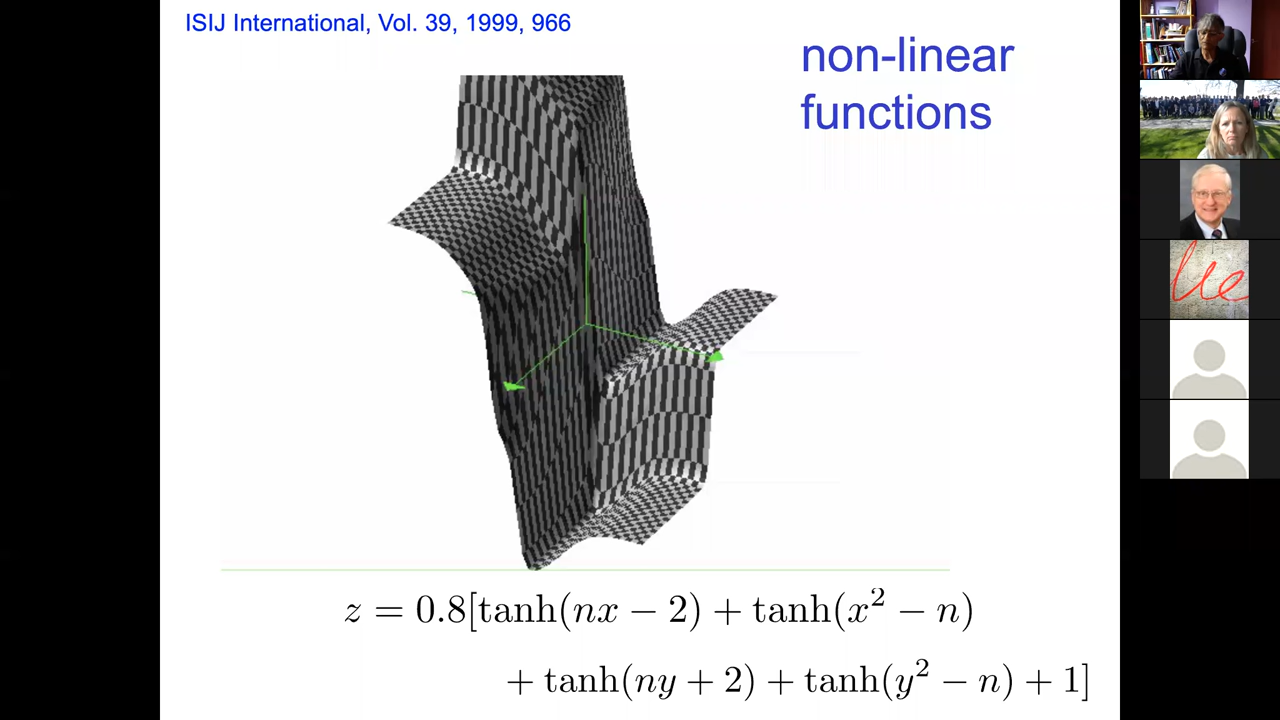 ISIJ International, Vol. 39, 1999, 966
non-linear
functions
z = 0.8[tanh(nx − 2) + tanh(x² − n)
+ tanh(ny + 2) + tanh(y² − n) + 1]